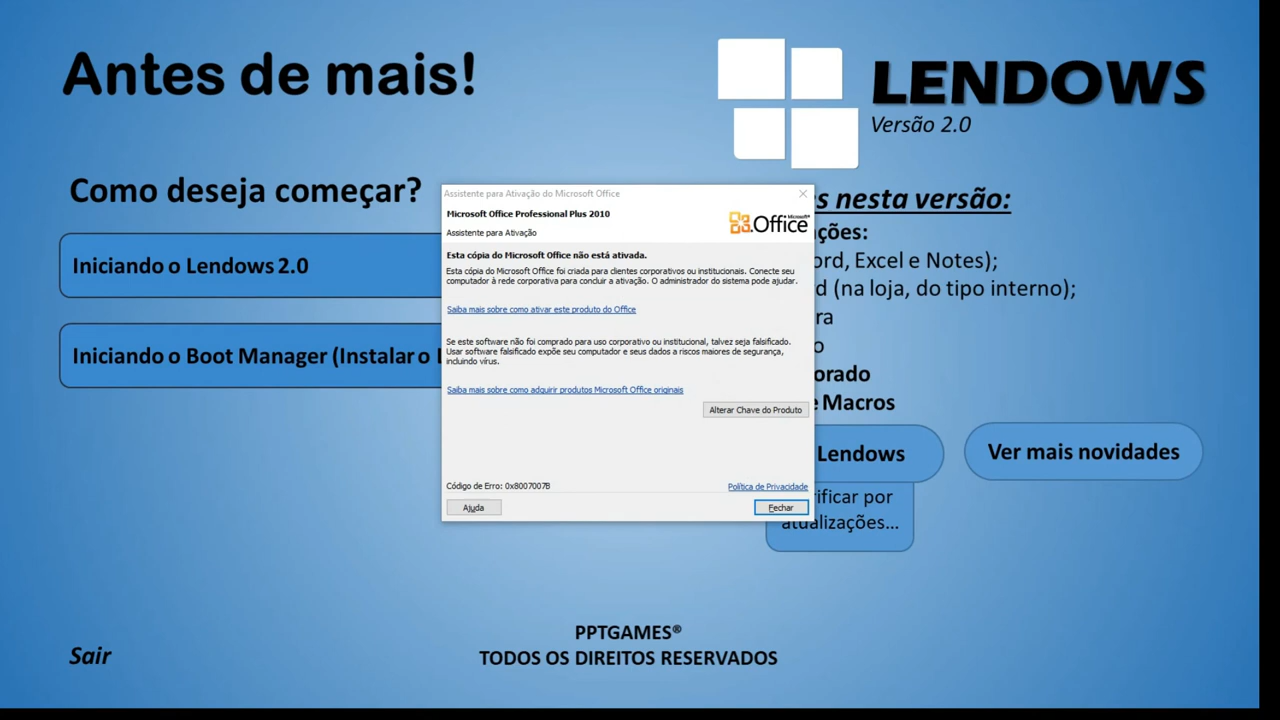 Antes de mais!
LENDOWS
Versão 2.0
Como deseja começar?
Iniciando o Lendows 2.0
Iniciando o Boot Manager (Instalar o
Assistente para Ativação do Microsoft Office
Microsoft Office Professional Plus 2010
Assistente para Ativação
Microsoft®
Office
Esta cópia do Microsoft Office não está ativada.
Esta cópia do Microsoft Office foi criada para clientes corporativos ou institucionais. Conecte seu
computador à rede corporativa para concluir a ativação. O administrador do sistema pode ajudar.
Saiba mais sobre como ativar este produto do Office
Se este software não foi comprado para uso corporativo ou institucional, talvez seja falsificado.
Usar software falsificado expõe seu computador e seus dados a riscos maiores de segurança,
incluindo vírus.
Saiba mais sobre como adquirir produtos Microsoft Office originais
Alterar Chave do Produto
Código de Erro: 0x8007007B
Política de Privacidade
Ajuda
Fechar
nesta versão:
Excel e Notes);
(na loja, do tipo interno);
Macros
Lendows
Ver mais novidades
por
atualizações...
Sair
PPTGAMES®
TODOS OS DIREITOS RESERVADOS